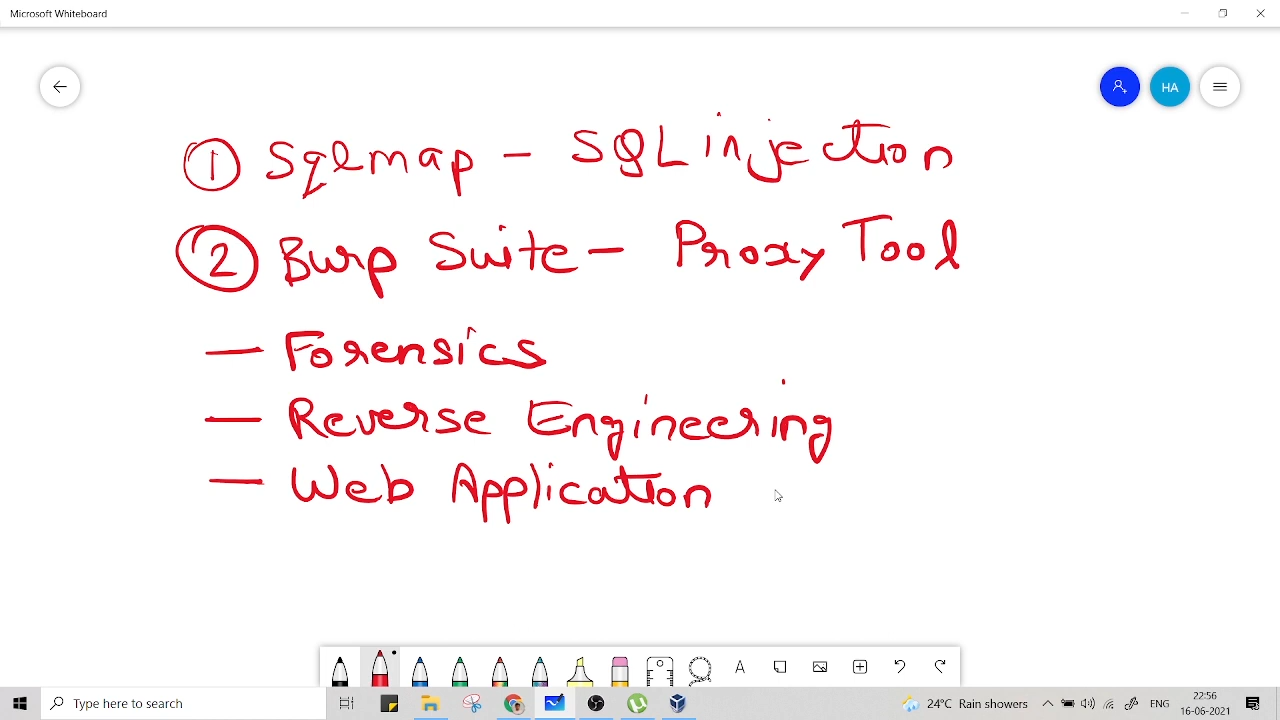 Microsoft Whiteboard
HA
① Sqlmap - SQL injection
② Burp Suite - Proxy Tool
— Forensics
— Reverse Engineering
— Web Application
A
Type here to search
24°C Rain showers
ENG
22:56
16-06-2021